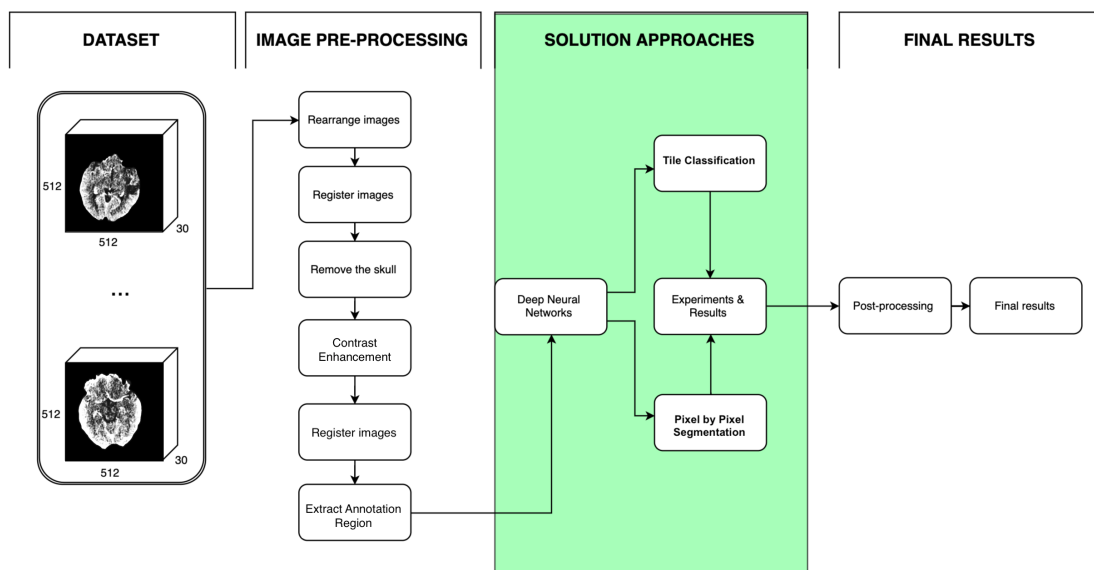 DATASET
IMAGE PRE-PROCESSING
SOLUTION APPROACHES
FINAL RESULTS
512
512
30
...
512
512
30
Rearrange images
Register images
Remove the skull
Contrast
Enhancement
Register images
Extract Annotation
Region
Deep Neural
Networks
Tile Classification
Experiments &
Results
Pixel by Pixel
Segmentation
Post-processing
Final results